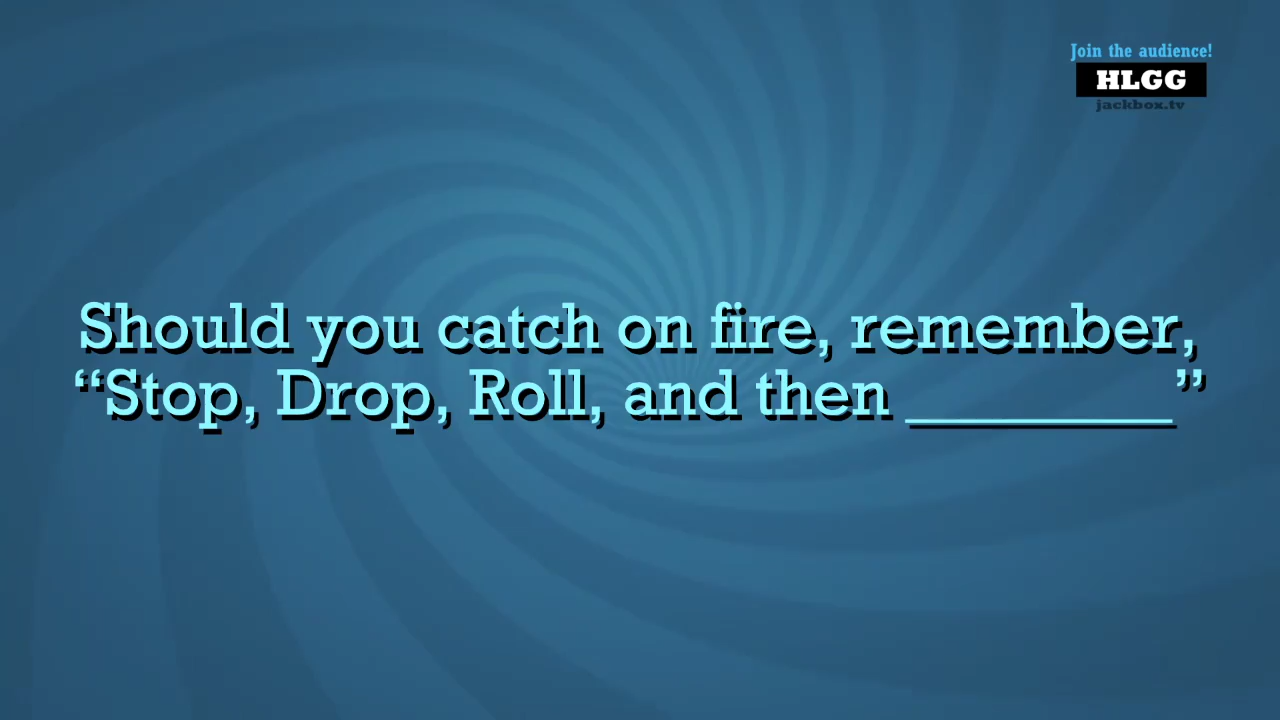 Join the audience!
HLGG
jackbox.tv
Should you catch on fire, remember,
“Stop, Drop, Roll, and then ________”